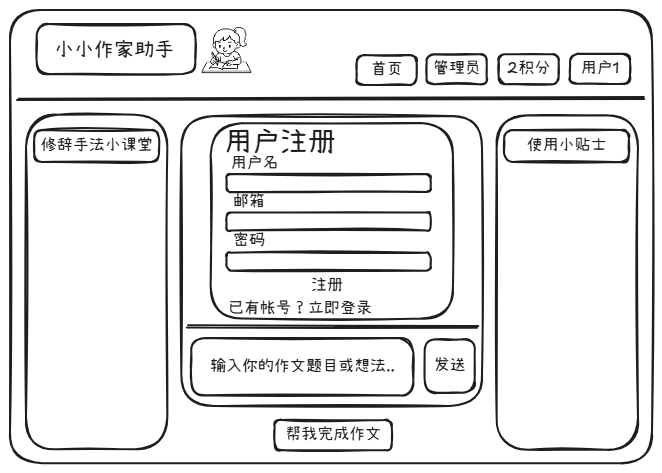 小小作家助手
首页
管理员
2积分
用户1
修辞手法小课堂
用户注册
用户名
邮箱
密码
注册
已有帐号？立即登录
使用小贴士
输入你的作文题目或想法..
发送
帮我完成作文